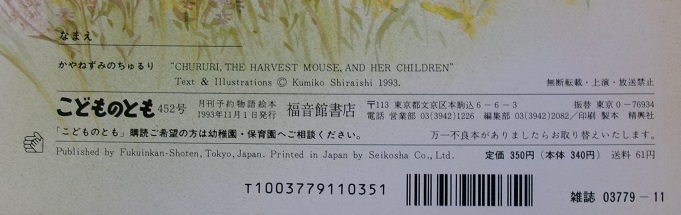 なまえ
かやねずみのちゅるり "CHURURI, THE HARVEST MOUSE, AND HER CHILDREN"
Text & Illustrations © Kumiko Shiraishi 1993. 無断転載・上演・放送禁止
こどものとも 452号 月刊予約物語絵本 1993年11月1日発行 福音館書店 〒113 東京都文京区本駒込6-6-3 振替 東京0-76934
電話 営業部 03(3942)1226 編集部 03(3942)2082/印刷 製本 精興社
「こどものとも」購読ご希望の方は幼稚園・保育園へご相談ください。 万一不良本がありましたらお取り替えいたします。
Published by Fukuinkan-Shoten, Tokyo, Japan. Printed in Japan by Seikosha Co., Ltd. 定価 350円(本体 340円) 送料 61円
T1003779110351 雑誌 03779-11